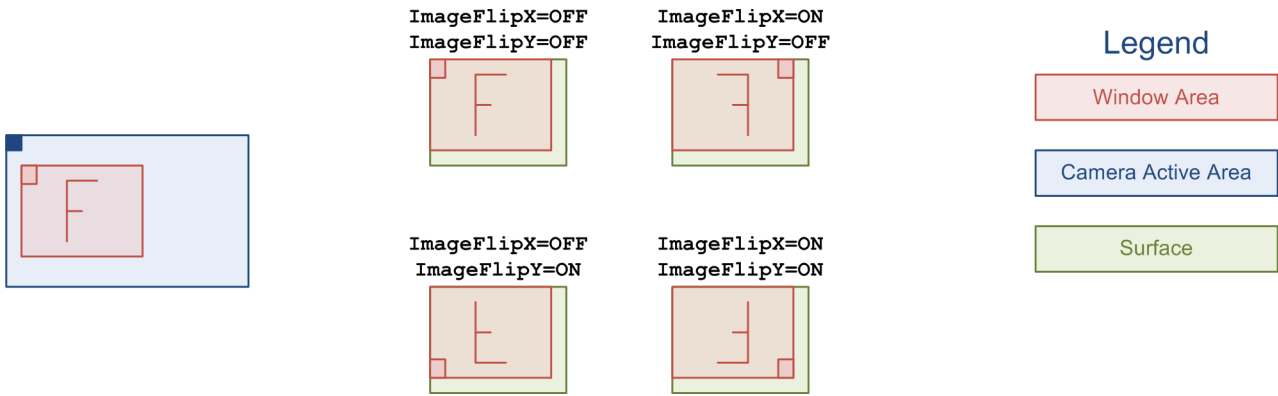 ImageFlipX=OFF
ImageFlipY=OFF
ImageFlipX=ON
ImageFlipY=OFF
Legend
Window Area
Camera Active Area
Surface
F
F
F
ImageFlipX=OFF
ImageFlipY=ON
ImageFlipX=ON
ImageFlipY=ON
F
F